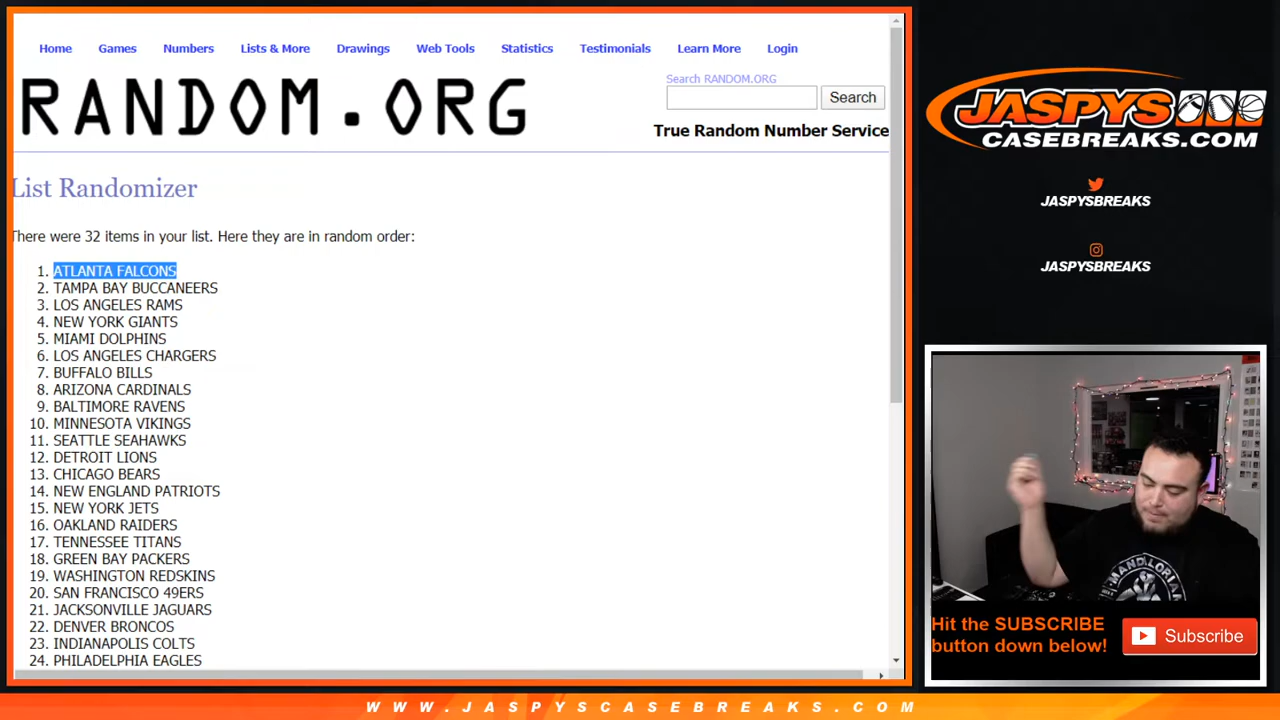 Home Games Numbers Lists & More Drawings Web Tools Statistics Testimonials Learn More Login
RANDOM.ORG
Search RANDOM.ORG
Search
True Random Number Service
List Randomizer
There were 32 items in your list. Here they are in random order:
1. ATLANTA FALCONS
2. TAMPA BAY BUCCANEERS
3. LOS ANGELES RAMS
4. NEW YORK GIANTS
5. MIAMI DOLPHINS
6. LOS ANGELES CHARGERS
7. BUFFALO BILLS
8. ARIZONA CARDINALS
9. BALTIMORE RAVENS
10. MINNESOTA VIKINGS
11. SEATTLE SEAHAWKS
12. DETROIT LIONS
13. CHICAGO BEARS
14. NEW ENGLAND PATRIOTS
15. NEW YORK JETS
16. OAKLAND RAIDERS
17. TENNESSEE TITANS
18. GREEN BAY PACKERS
19. WASHINGTON REDSKINS
20. SAN FRANCISCO 49ERS
21. JACKSONVILLE JAGUARS
22. DENVER BRONCOS
23. INDIANAPOLIS COLTS
24. PHILADELPHIA EAGLES
JASPYS
CASEBREAKS.COM
JASPYSBREAKS
JASPYSBREAKS
MANDALORIAN
Hit the SUBSCRIBE
button down below!
Subscribe
WWW.JASPYSCASEBREAKS.COM